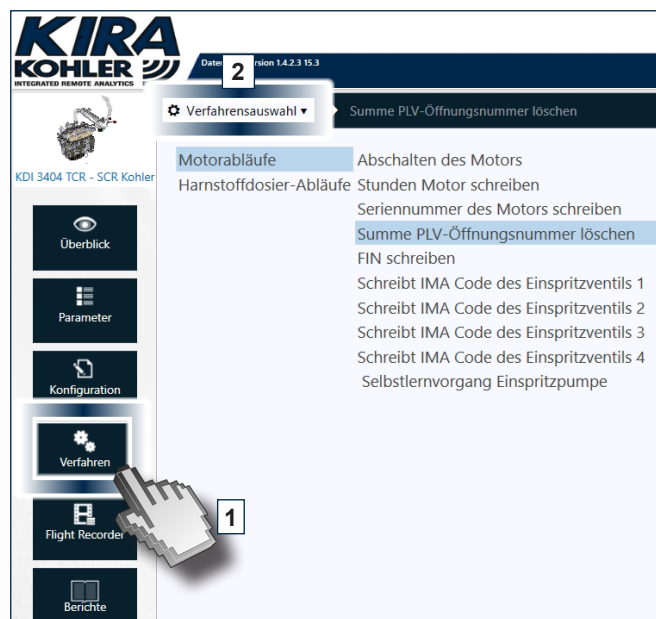 KIRA
KOHLER
INTEGRATED REMOTE ANALYTICS
rsion 1.4.2.3 15.3
2
Verfahrensauswahl ▾
Summe PLV-Öffnungsnummer löschen
KDI 3404 TCR - SCR Kohler
Motorabläufe
Harnstoffdosier-Abläufe
Abschalten des Motors
Stunden Motor schreiben
Seriennummer des Motors schreiben
Summe PLV-Öffnungsnummer löschen
FIN schreiben
Schreibt IMA Code des Einspritzventils 1
Schreibt IMA Code des Einspritzventils 2
Schreibt IMA Code des Einspritzventils 3
Schreibt IMA Code des Einspritzventils 4
Selbstlernvorgang Einspritzpumpe
Überblick
Parameter
Konfiguration
Verfahren
1
Flight Recorder
Berichte